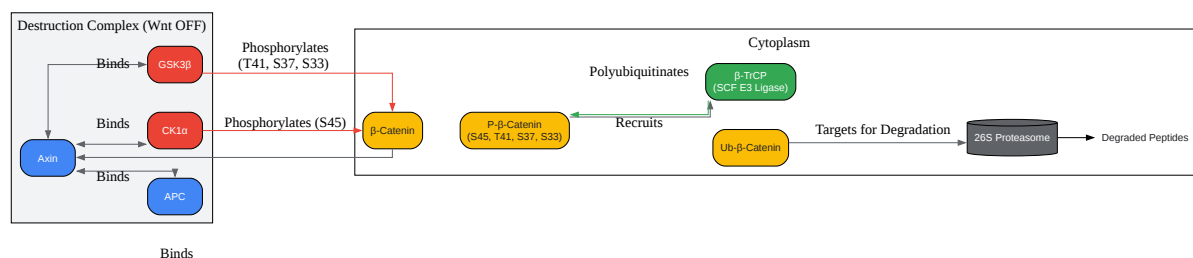 Destruction Complex (Wnt OFF)
Cytoplasm
Binds
GSK3β
Phosphorylates
(T41, S37, S33)
Polyubiquitinates
β-TrCP
(SCF E3 Ligase)
Binds
CK1α
Phosphorylates (S45)
β-Catenin
P-β-Catenin
(S45, T41, S37, S33)
Recruits
Targets for Degradation
26S Proteasome
Degraded Peptides
Ub-β-Catenin
Axin
Binds
APC
Binds